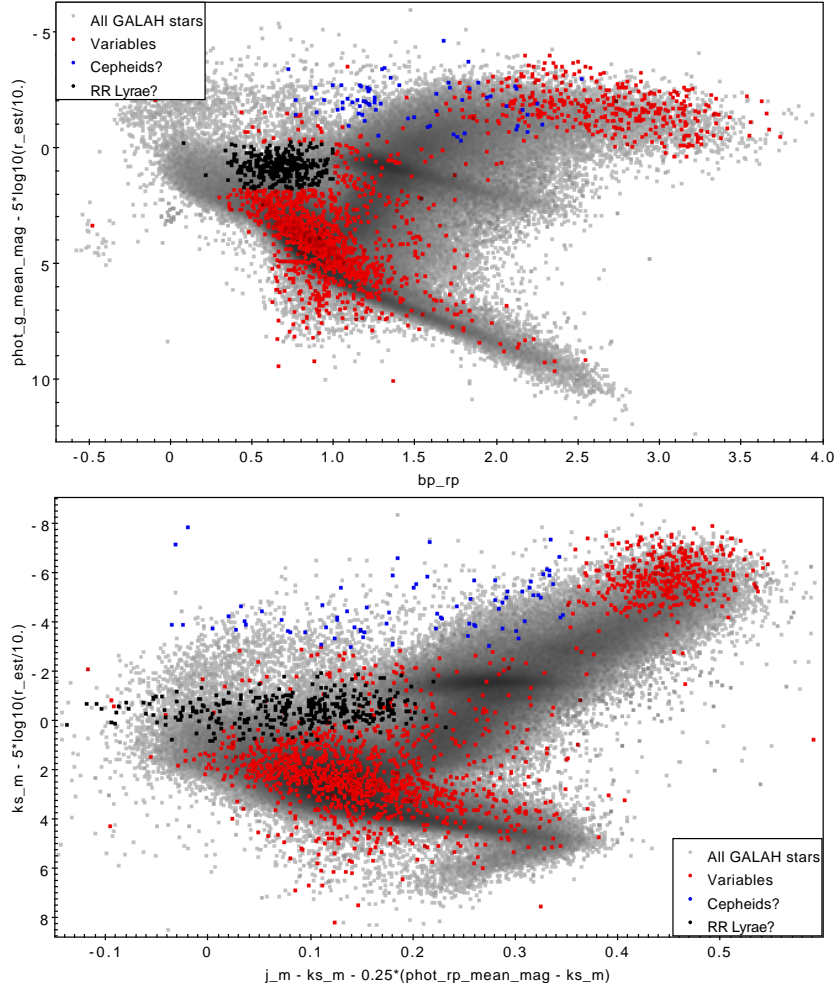 All GALAH stars
Variables
Cepheids?
RR Lyrae?
- 5
0
5
10
phot_g_mean_mag - 5*log10(r_est/10.)
-0.5 0 0.5 1.0 1.5 2.0 2.5 3.0 3.5 4.0
bp_rp
- 8
- 6
- 4
- 2
0
2
4
6
8
ks_m - 5*log10(r_est/10.)
All GALAH stars
Variables
Cepheids?
RR Lyrae?
-0.1 0 0.1 0.2 0.3 0.4 0.5
j_m - ks_m - 0.25*(phot_rp_mean_mag - ks_m)